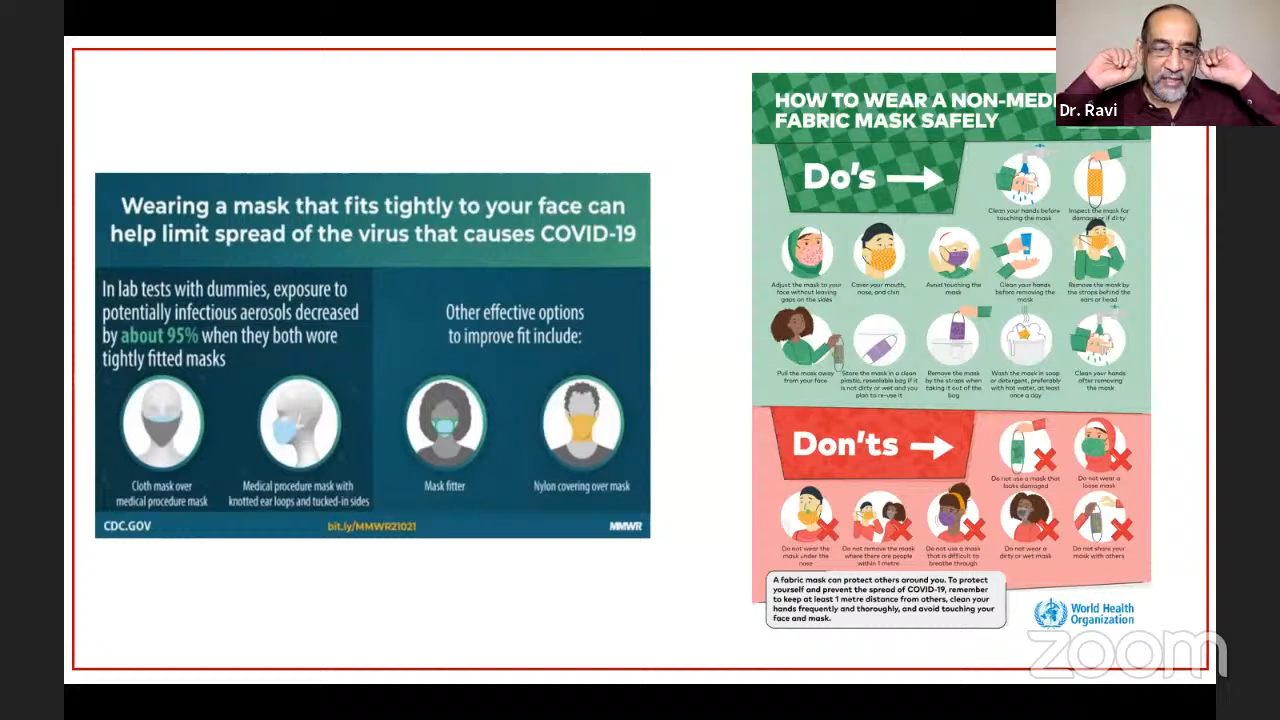 Dr. Ravi
Wearing a mask that fits tightly to your face can
help limit spread of the virus that causes COVID-19
In lab tests with dummies, exposure to
potentially infectious aerosols decreased
by about 95% when they both wore
tightly fitted masks
Other effective options
to improve fit include:
Cloth mask over
medical procedure mask
Medical procedure mask with
knotted ear loops and tucked-in sides
Mask fitter
Nylon covering over mask
CDC.GOV
bit.ly/MMWR21021
MMWR
HOW TO WEAR A NON-MED
FABRIC MASK SAFELY
Do's
Clean your hands before
touching the mask
Inspect the mask for
damage or if dirty
Adjust the mask to your
face without leaving
gaps on the sides
Cover your mouth,
nose, and chin
Avoid touching the
mask
Clean your hands
before removing the
mask
Remove the mask by
the straps behind the
ears or head
Pull the mask away
from your face
Store the mask in a clean
plastic, resealable bag if it
is not dirty or wet and you
plan to re-use it
Remove the mask
by the straps when
taking it out of the
bag
Wash the mask in soap
or detergent, preferably
with hot water, at least
once a day
Clean your hands
after removing
the mask
Don'ts
Do not use a mask that
looks damaged
Do not wear a
loose mask
Do not wear the
mask under the
nose
Do not remove the mask
where there are people
within 1 metre
Do not use a mask
that is difficult to
breathe through
Do not wear a
dirty or wet mask
Do not share your
mask with others
A fabric mask can protect others around you. To protect
yourself and prevent the spread of COVID-19, remember
to keep at least 1 metre distance from others, clean your
hands frequently and thoroughly, and avoid touching your
face and mask.
World Health
Organization
zoom